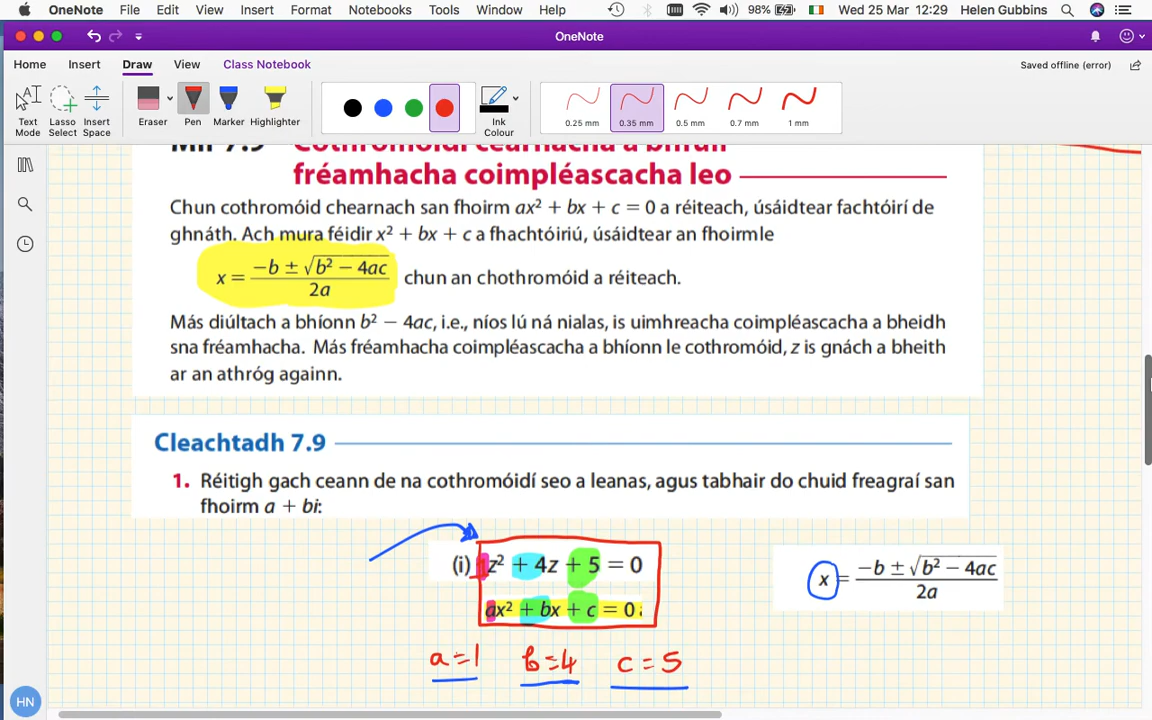 OneNote File Edit View Insert Format Notebooks Tools Window Help 98% Wed 25 Mar 12:29 Helen Gubbins
OneNote
Home Insert Draw View Class Notebook Saved offline (error)
Text Mode Lasso Select Insert Space Eraser Pen Marker Highlighter Ink Colour 0.25 mm 0.35 mm 0.5 mm 0.7 mm 1 mm
Mír 7.9 Cothromóidí cearnacha a bhfuil
fréamhacha coimpléascacha leo
Chun cothromóid chearnach san fhoirm ax² + bx + c = 0 a réiteach, úsáidtear fachtóirí de
ghnáth. Ach mura féidir x² + bx + c a fhachtóiriú, úsáidtear an fhoirmle
x = −b ± √b² − 4ac / 2a chun an chothromóid a réiteach.
Más diúltach a bhíonn b² − 4ac, i.e., níos lú ná nialas, is uimhreacha coimpléascacha a bheidh
sna fréamhacha. Más fréamhacha coimpléascacha a bhíonn le cothromóid, z is gnách a bheith
ar an athróg againn.
Cleachtadh 7.9
1. Réitigh gach ceann de na cothromóidí seo a leanas, agus tabhair do chuid freagraí san
fhoirm a + bi:
(i) 1z² + 4z + 5 = 0
ax² + bx + c = 0
x = −b ± √b² − 4ac / 2a
a = 1 b = 4 c = 5
HN